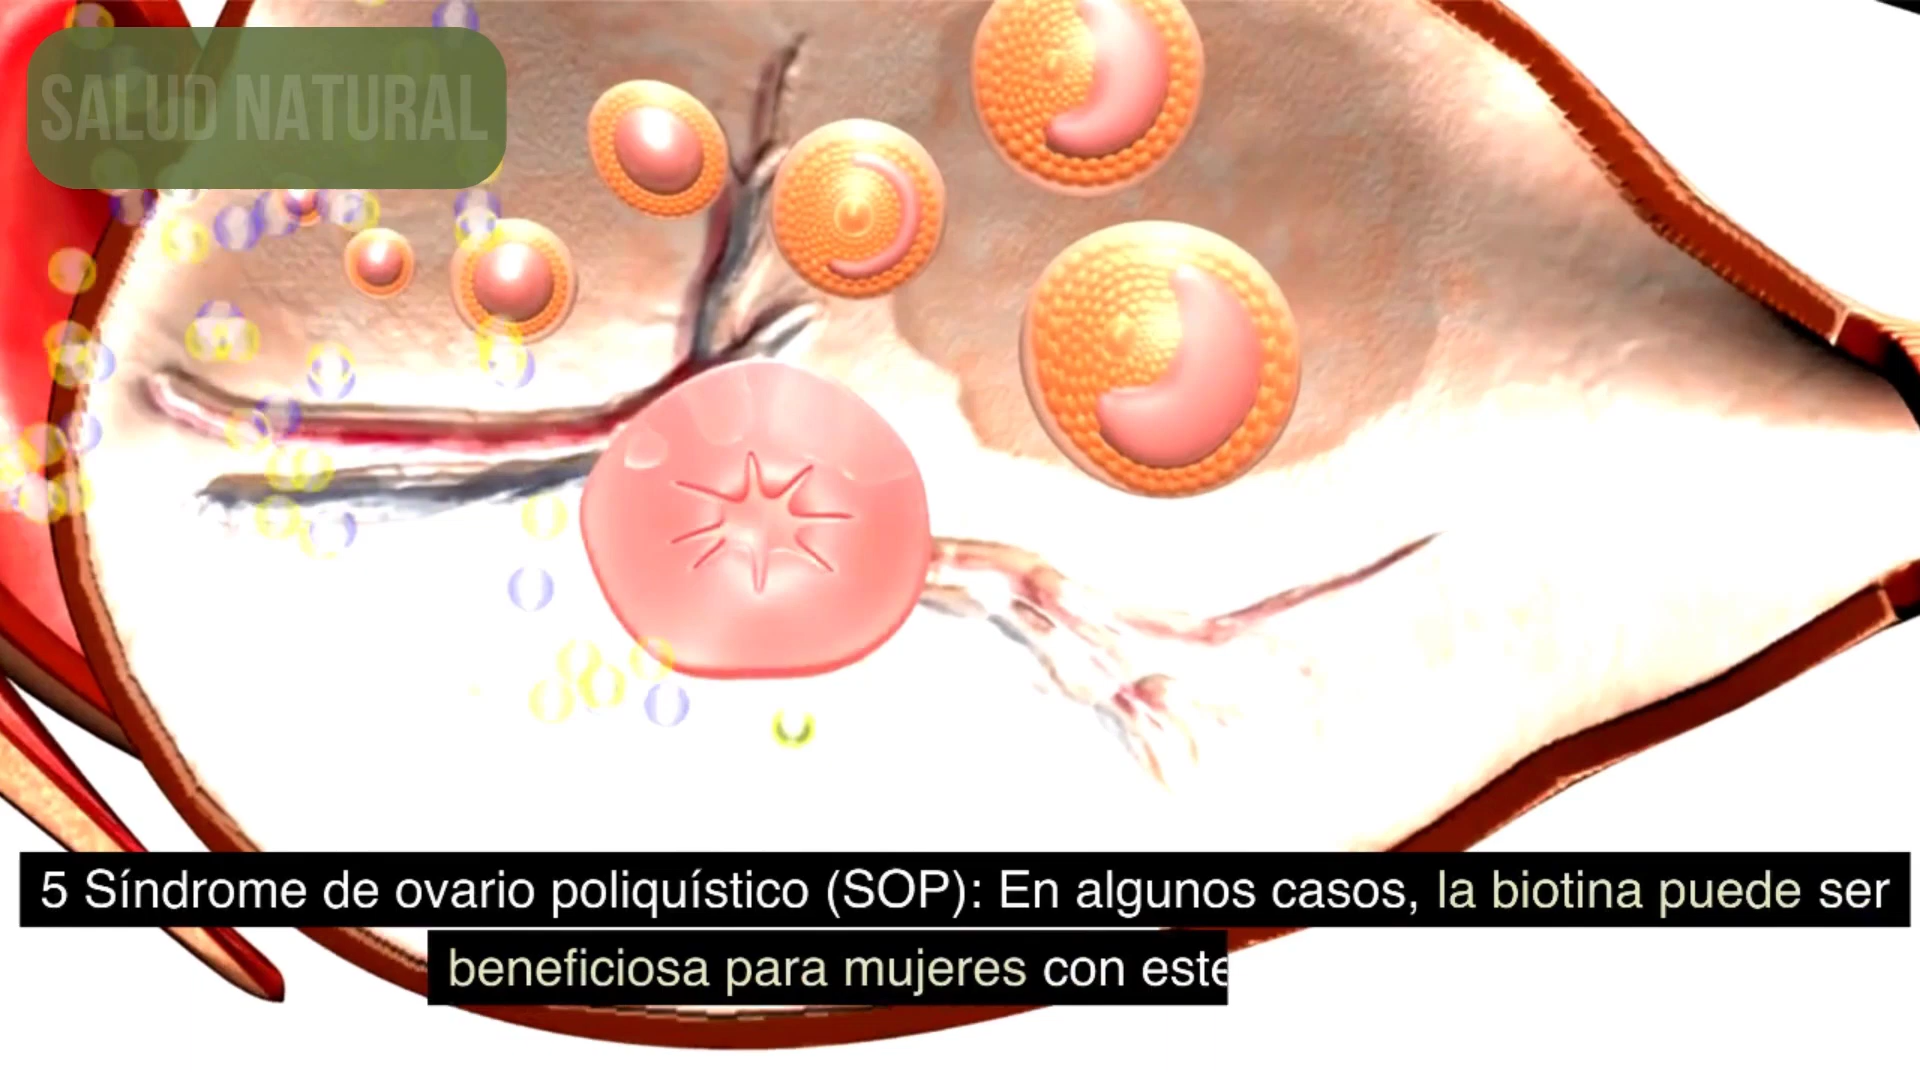 SALUD NATURAL
5 Síndrome de ovario poliquístico (SOP): En algunos casos, la biotina puede ser
beneficiosa para mujeres con este